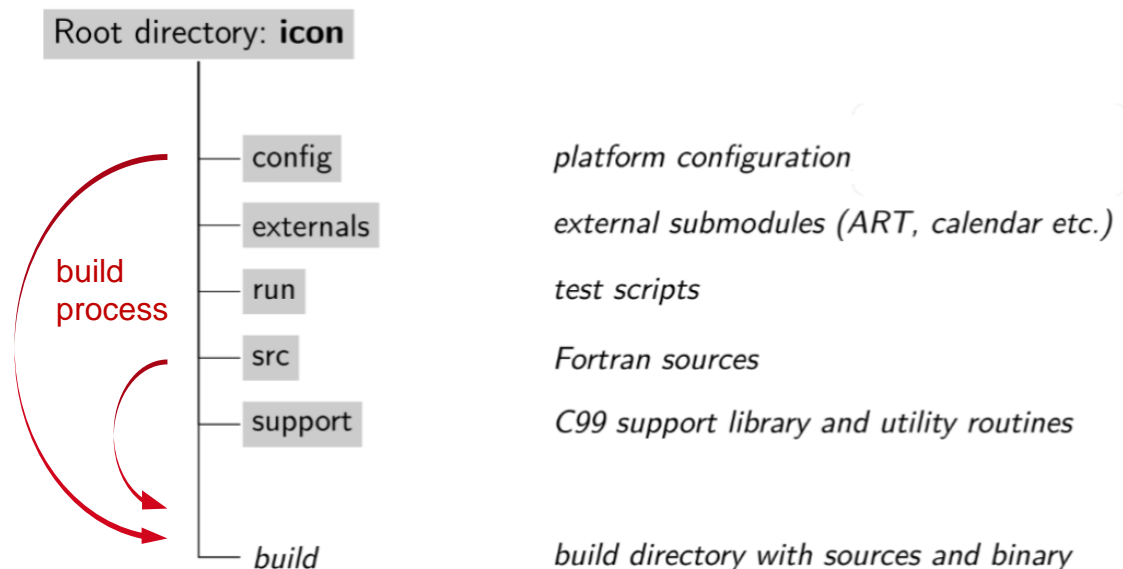 Root directory: icon
config platform configuration
externals external submodules (ART, calendar etc.)
build
process
run test scripts
src Fortran sources
support C99 support library and utility routines
build build directory with sources and binary